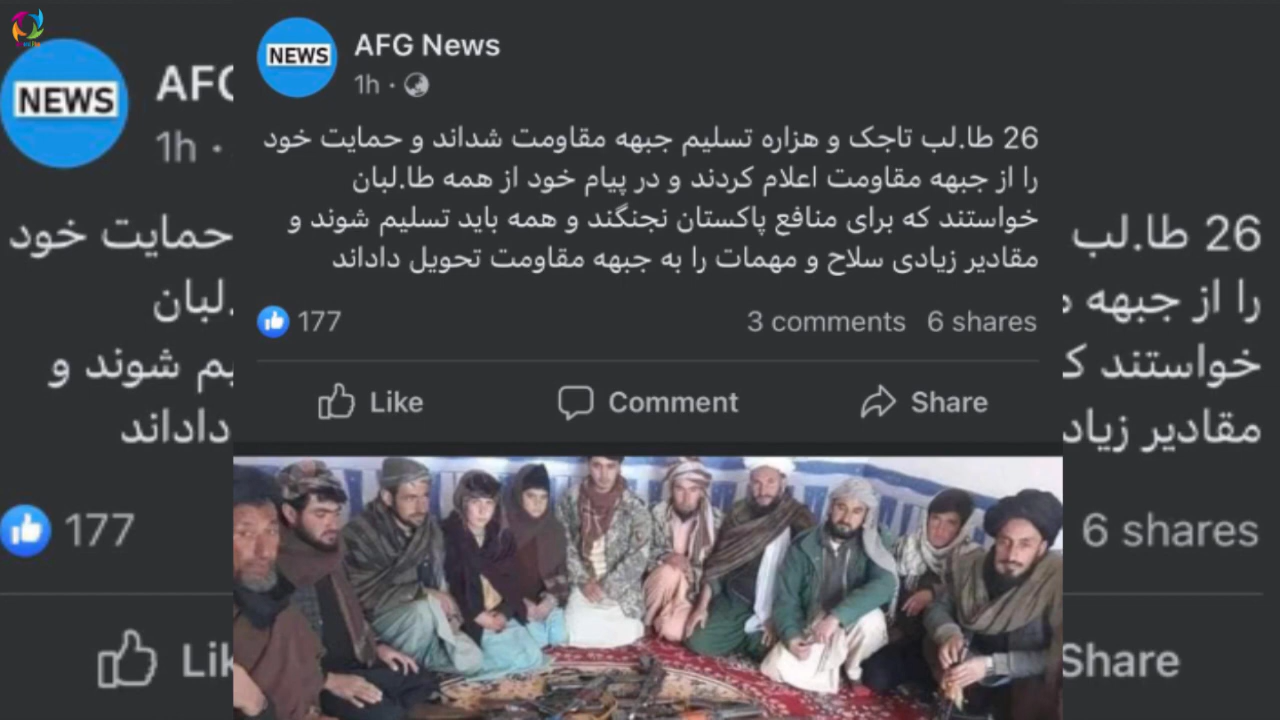 NEWS
AFG News
1h
26 طا.لب تاجک و هزاره تسلیم جبهه مقاومت شداند و حمایت خود
را از جبهه مقاومت اعلام کردند و در پیام خود از همه طا.لبان
خواستند که برای منافع پاکستان نجنگند و همه باید تسلیم شوند و
مقادیر زیادی سلاح و مهمات را به جبهه مقاومت تحویل داداند
177
3 comments 6 shares
Like Comment Share
NEWS
AFG
1h
26 طا.لب
حمایت خود
را از جبهه
.لبان
خواستند
شوند و
مقادیر
داداند
177
6 shares
Share